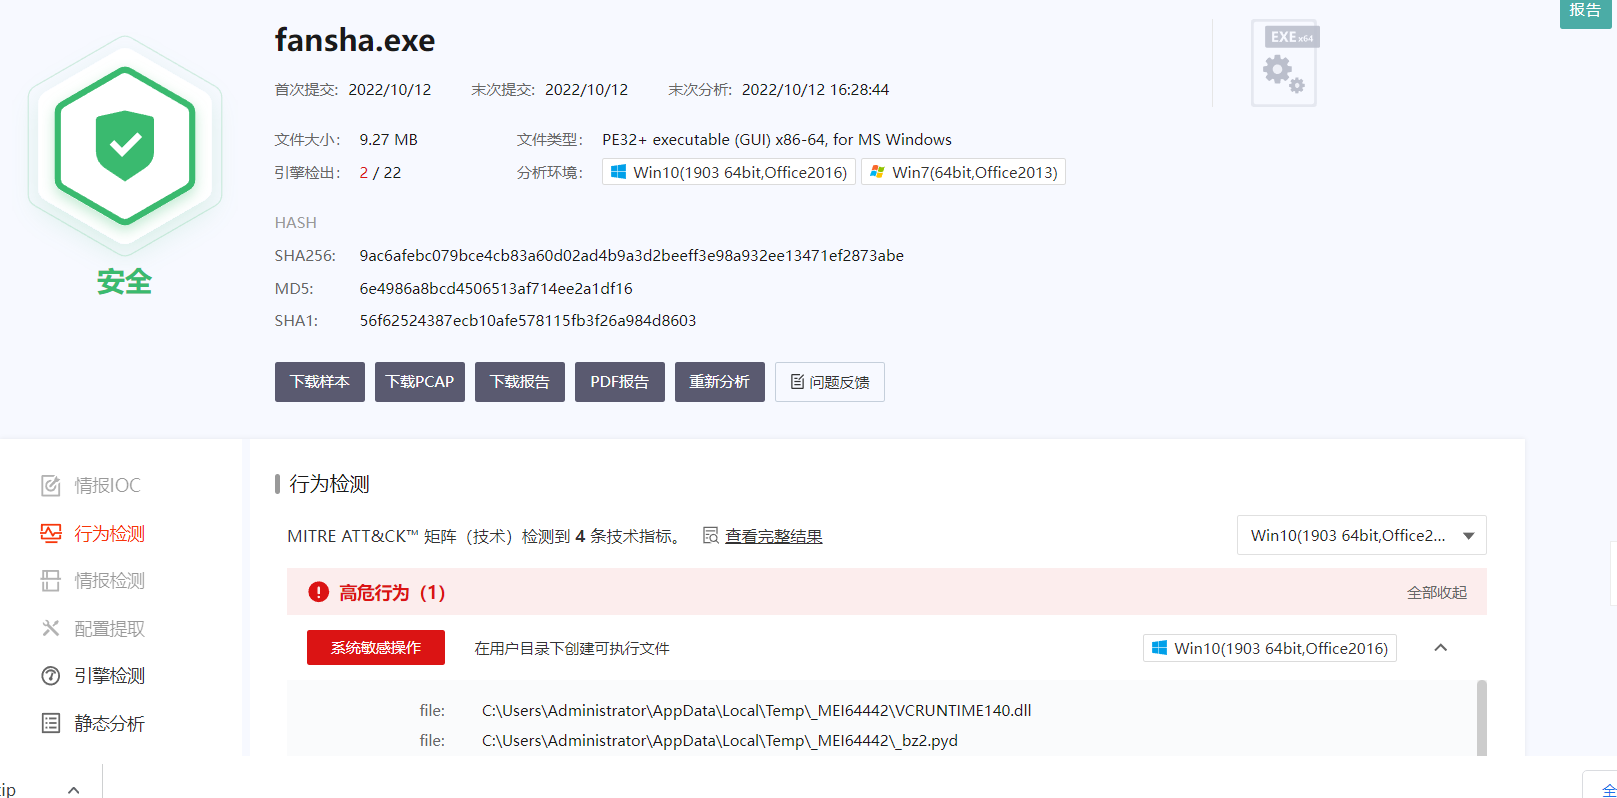 报告
fansha.exe
EXE x64
首次提交: 2022/10/12 末次提交: 2022/10/12 末次分析: 2022/10/12 16:28:44
文件大小: 9.27 MB 文件类型: PE32+ executable (GUI) x86-64, for MS Windows
引擎检出: 2 / 22 分析环境: Win10(1903 64bit,Office2016) Win7(64bit,Office2013)
安全
HASH
SHA256: 9ac6afebc079bce4cb83a60d02ad4b9a3d2beeff3e98a932ee13471ef2873abe
MD5: 6e4986a8bcd4506513af714ee2a1df16
SHA1: 56f62524387ecb10afe578115fb3f26a984d8603
下载样本 下载PCAP 下载报告 PDF报告 重新分析 问题反馈
情报IOC
行为检测
情报检测
配置提取
引擎检测
静态分析
行为检测
MITRE ATT&CK™ 矩阵（技术）检测到 4 条技术指标。 查看完整结果 Win10(1903 64bit,Office2...
高危行为（1） 全部收起
系统敏感操作 在用户目录下创建可执行文件 Win10(1903 64bit,Office2016)
file: C:\Users\Administrator\AppData\Local\Temp\_MEI64442\VCRUNTIME140.dll
file: C:\Users\Administrator\AppData\Local\Temp\_MEI64442\_bz2.pyd
ip 全